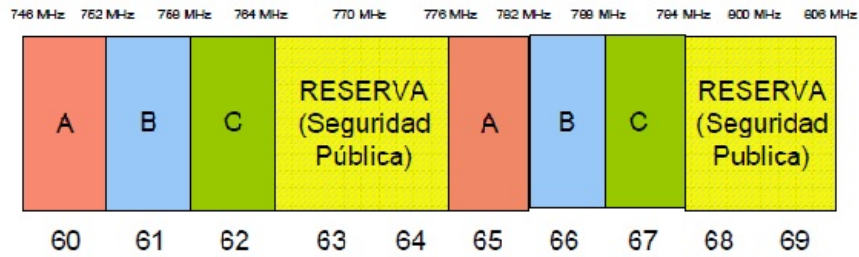 746 MHz 752 MHz 758 MHz 764 MHz 770 MHz 776 MHz 782 MHz 788 MHz 794 MHz 800 MHz 806 MHz
A B C RESERVA (Seguridad Pública) A B C RESERVA (Seguridad Publica)
60 61 62 63 64 65 66 67 68 69